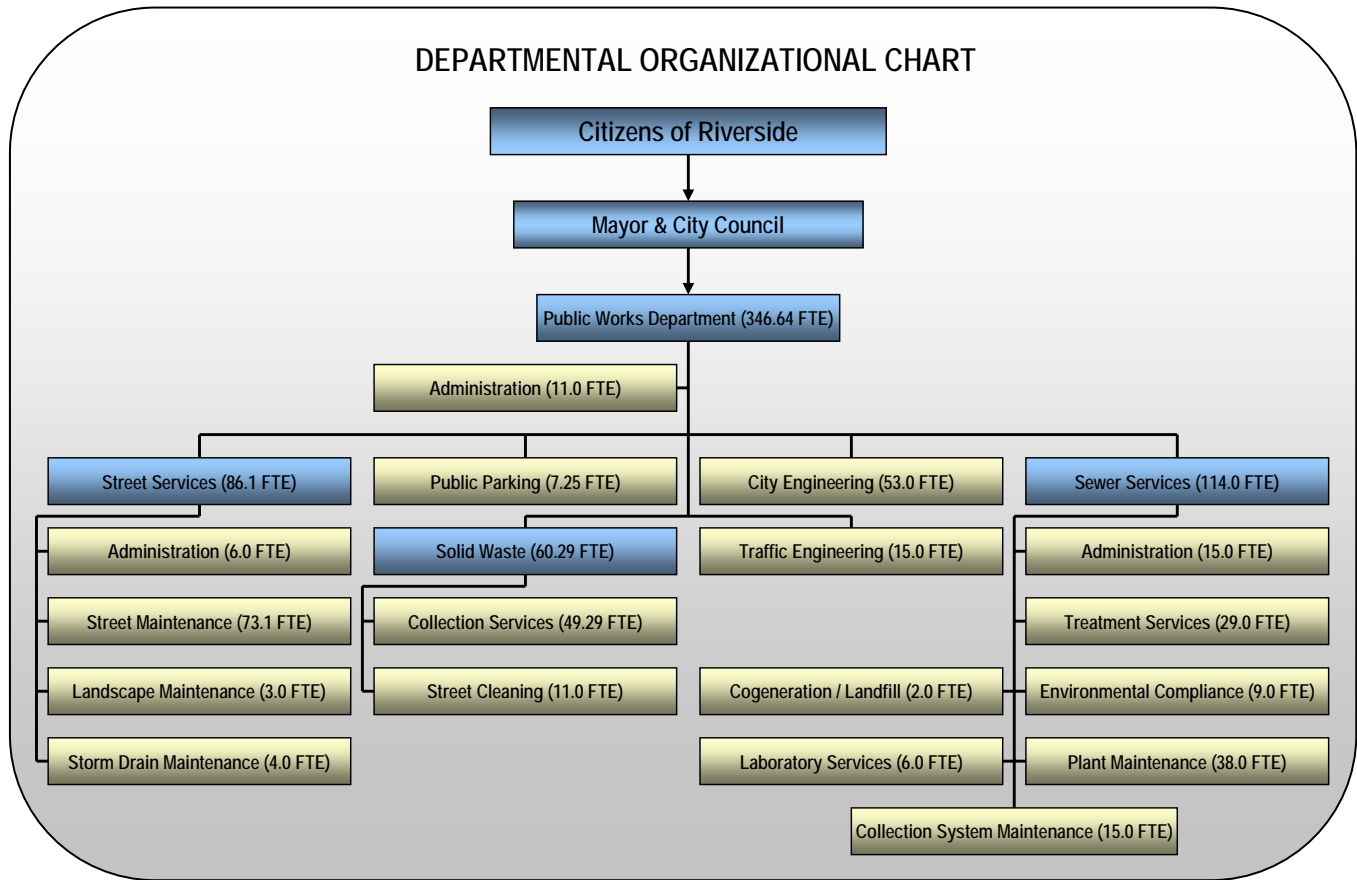 DEPARTMENTAL ORGANIZATIONAL CHART
Citizens of Riverside
Mayor & City Council
Public Works Department (346.64 FTE)
Administration (11.0 FTE)
Street Services (86.1 FTE)
Public Parking (7.25 FTE)
City Engineering (53.0 FTE)
Sewer Services (114.0 FTE)
Administration (6.0 FTE)
Solid Waste (60.29 FTE)
Traffic Engineering (15.0 FTE)
Administration (15.0 FTE)
Street Maintenance (73.1 FTE)
Collection Services (49.29 FTE)
Treatment Services (29.0 FTE)
Landscape Maintenance (3.0 FTE)
Street Cleaning (11.0 FTE)
Cogeneration / Landfill (2.0 FTE)
Environmental Compliance (9.0 FTE)
Storm Drain Maintenance (4.0 FTE)
Laboratory Services (6.0 FTE)
Plant Maintenance (38.0 FTE)
Collection System Maintenance (15.0 FTE)